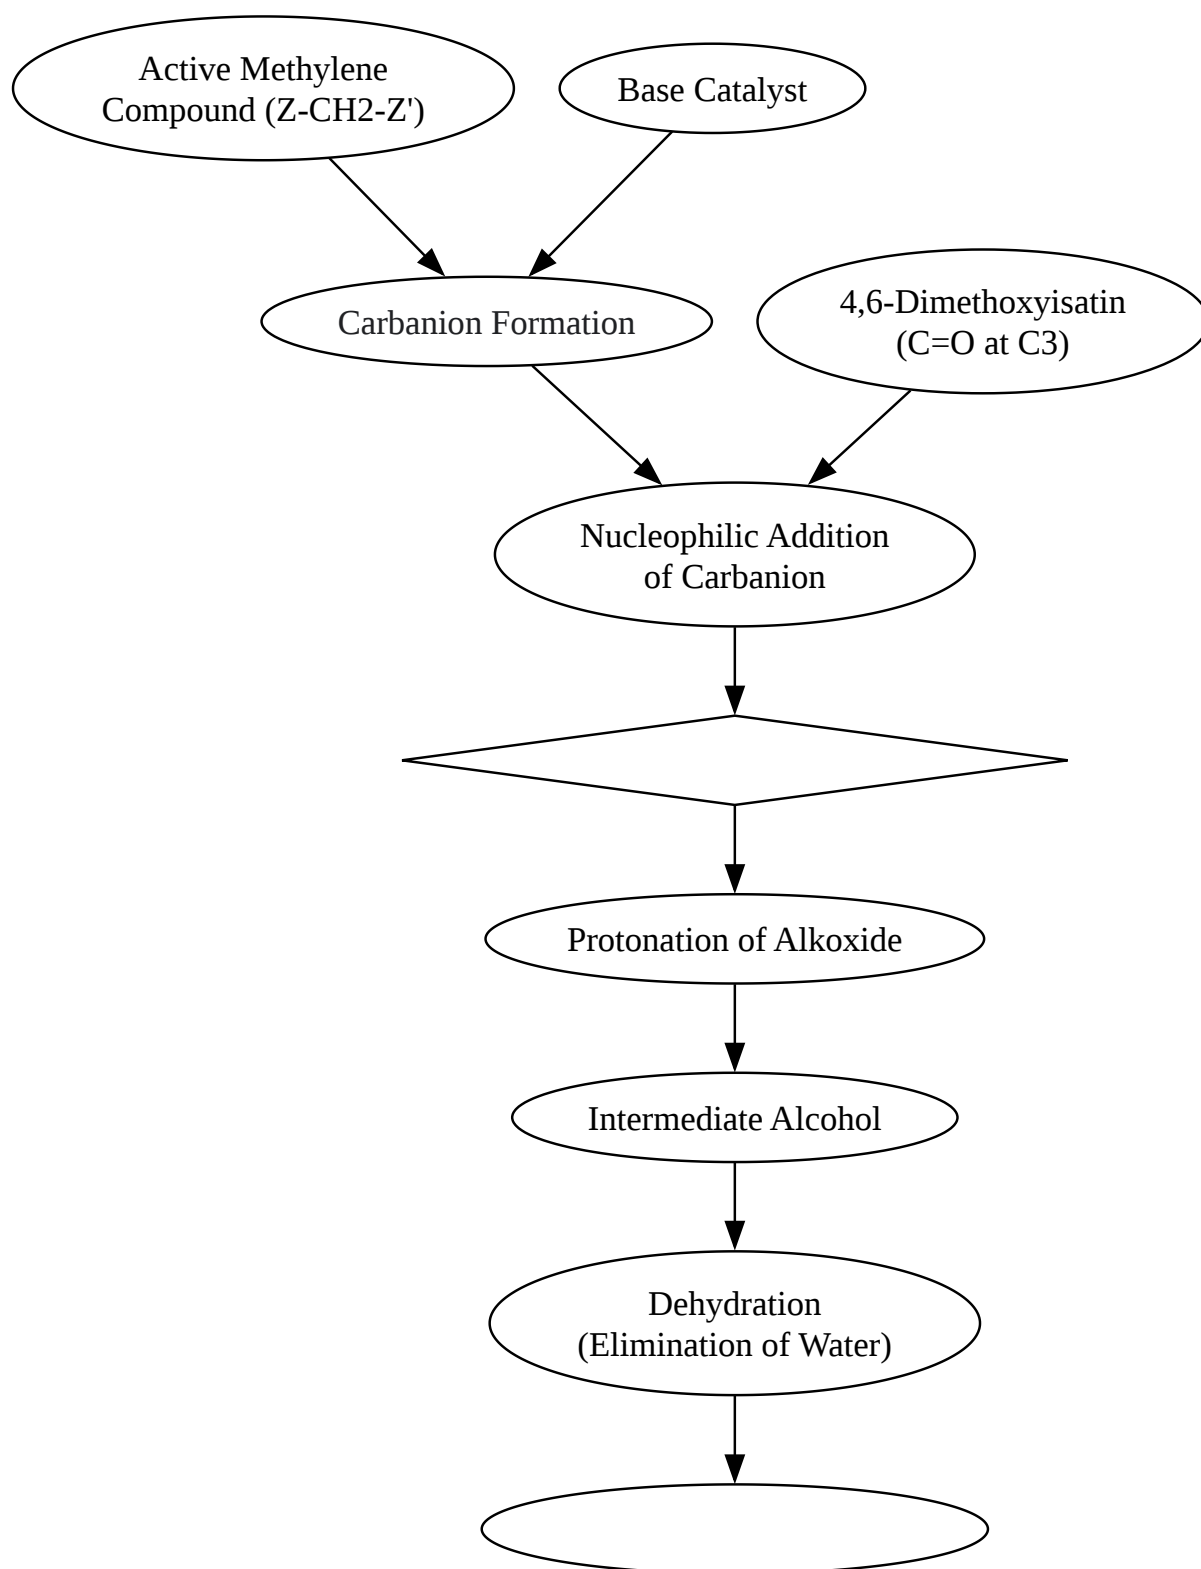 Active Methylene
Compound (Z-CH2-Z')
Base Catalyst
Carbanion Formation
4,6-Dimethoxyisatin
(C=O at C3)
Nucleophilic Addition
of Carbanion
Protonation of Alkoxide
Intermediate Alcohol
Dehydration
(Elimination of Water)